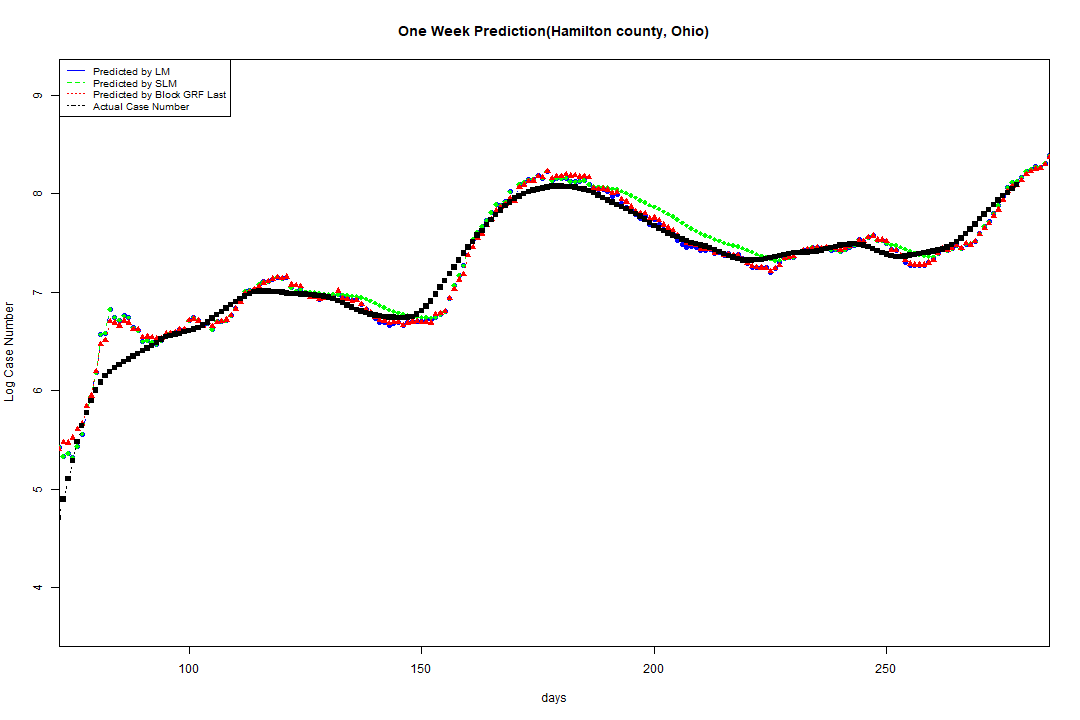 One Week Prediction(Hamilton county, Ohio)
Predicted by LM
Predicted by SLM
Predicted by Block GRF Last
Actual Case Number
9
8
7
6
5
4
Log Case Number
100 150 200 250
days